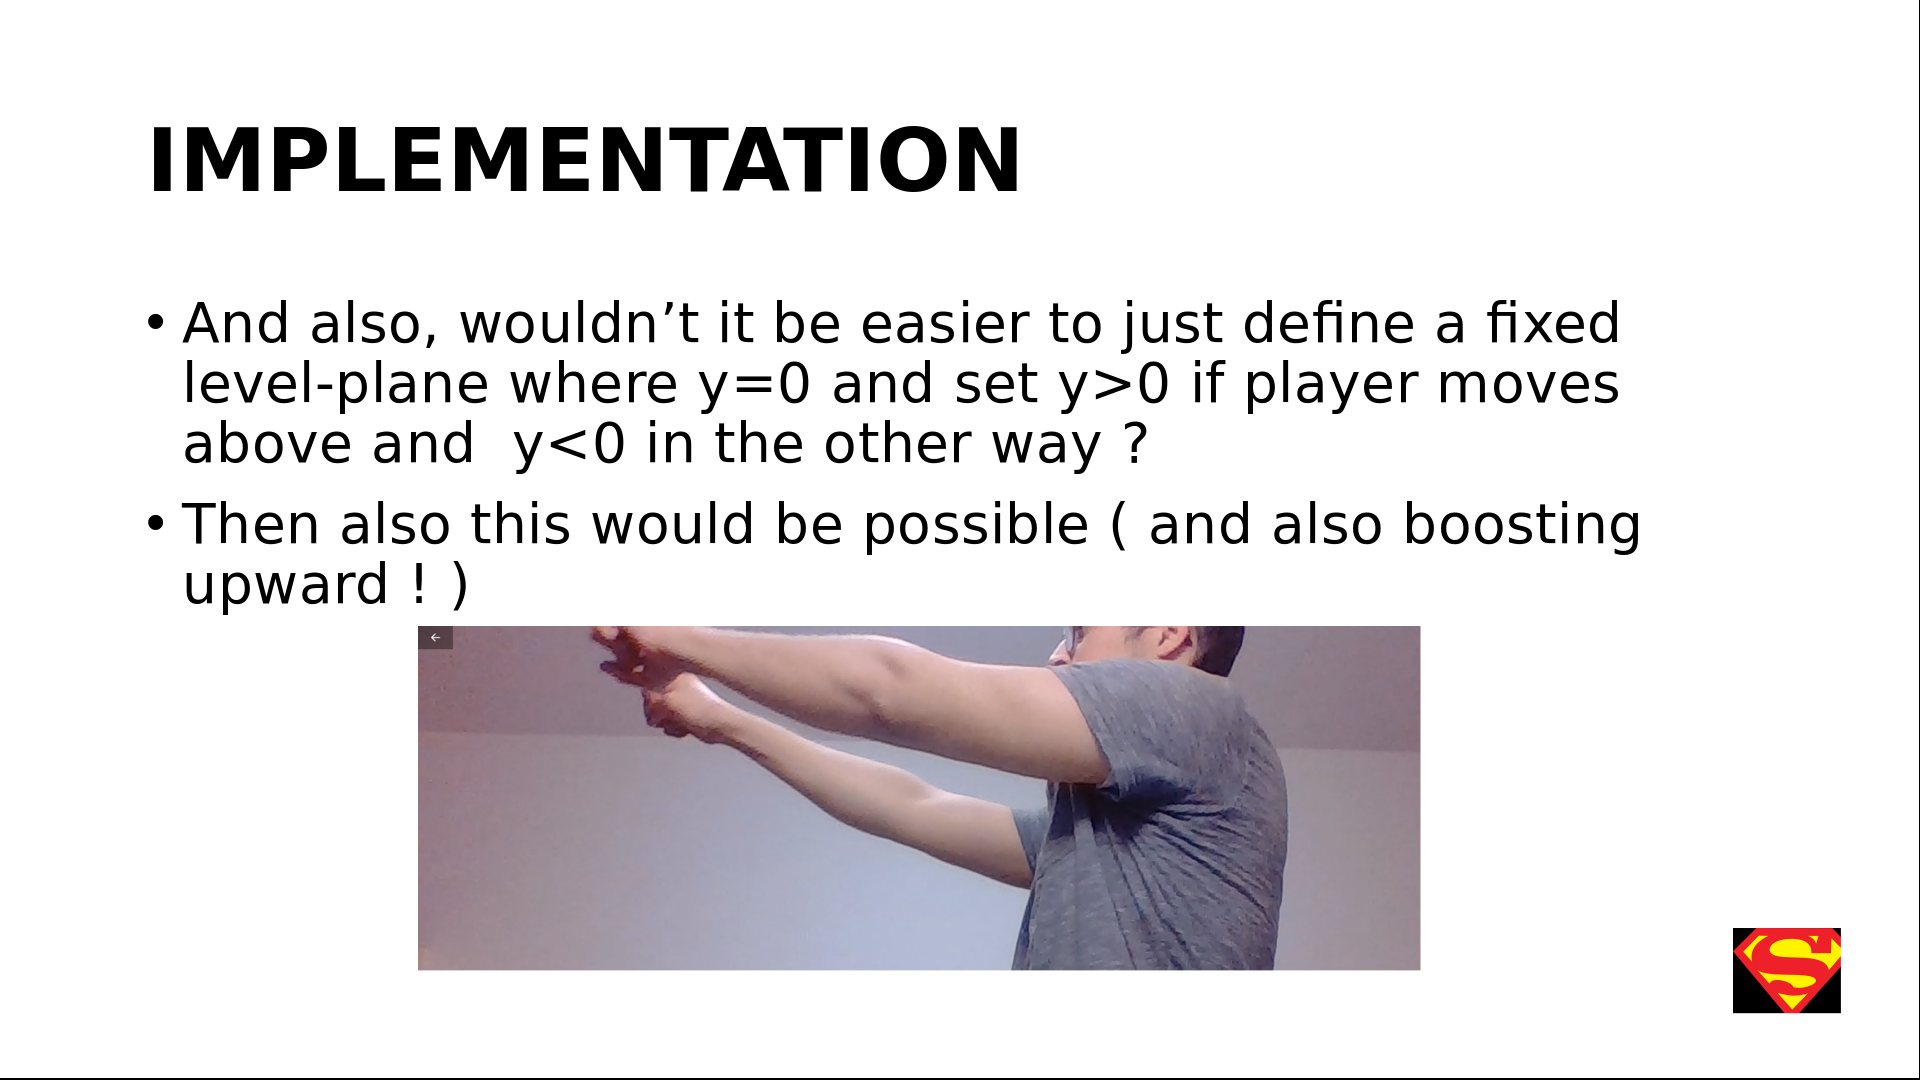 IMPLEMENTATION
• And also, wouldn’t it be easier to just define a fixed
level-plane where y=0 and set y>0 if player moves
above and  y<0 in the other way ?
• Then also this would be possible ( and also boosting
upward ! )
S